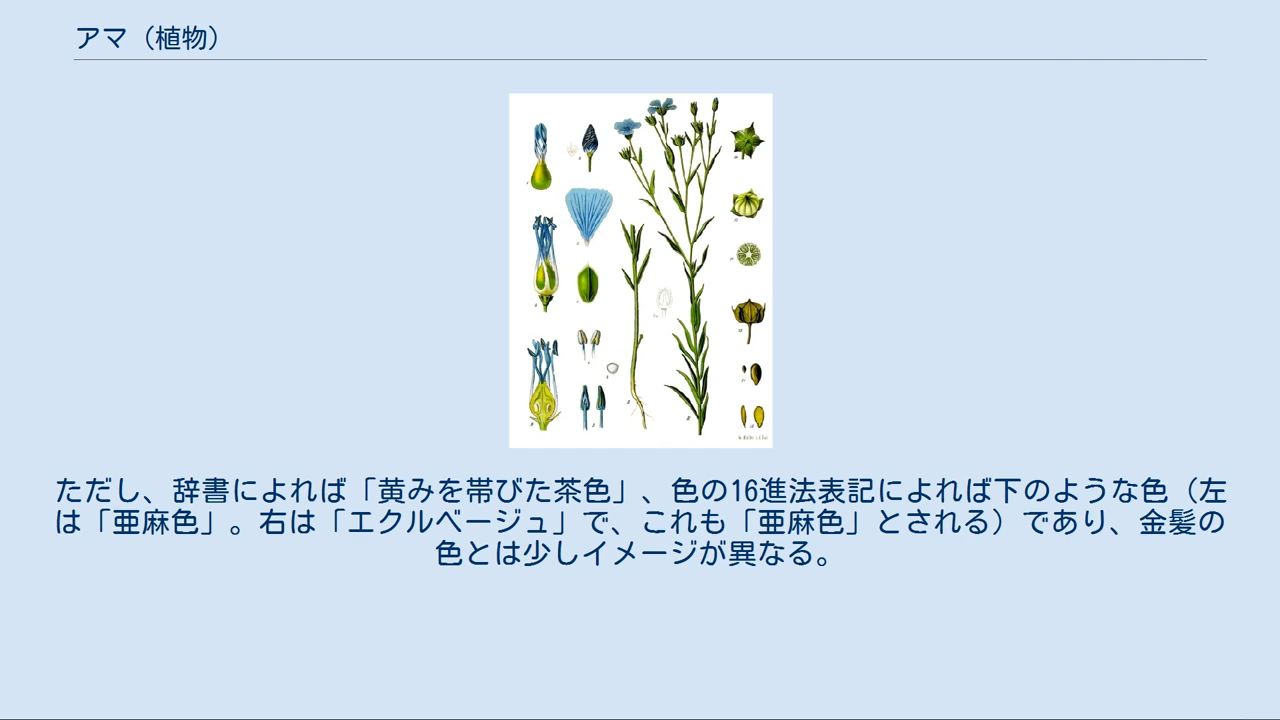 アマ（植物）
ただし、辞書によれば「黄みを帯びた茶色」、色の16進法表記によれば下のような色（左
は「亜麻色」。右は「エクルベージュ」で、これも「亜麻色」とされる）であり、金髪の
色とは少しイメージが異なる。